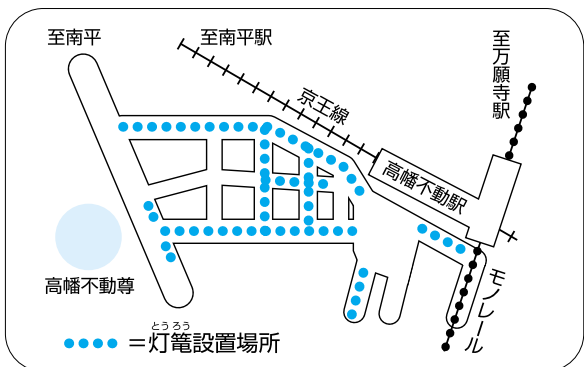 至南平
至南平駅
至万願寺駅
京王線
高幡不動駅
高幡不動尊
モノレール
とうろう
=灯篭設置場所